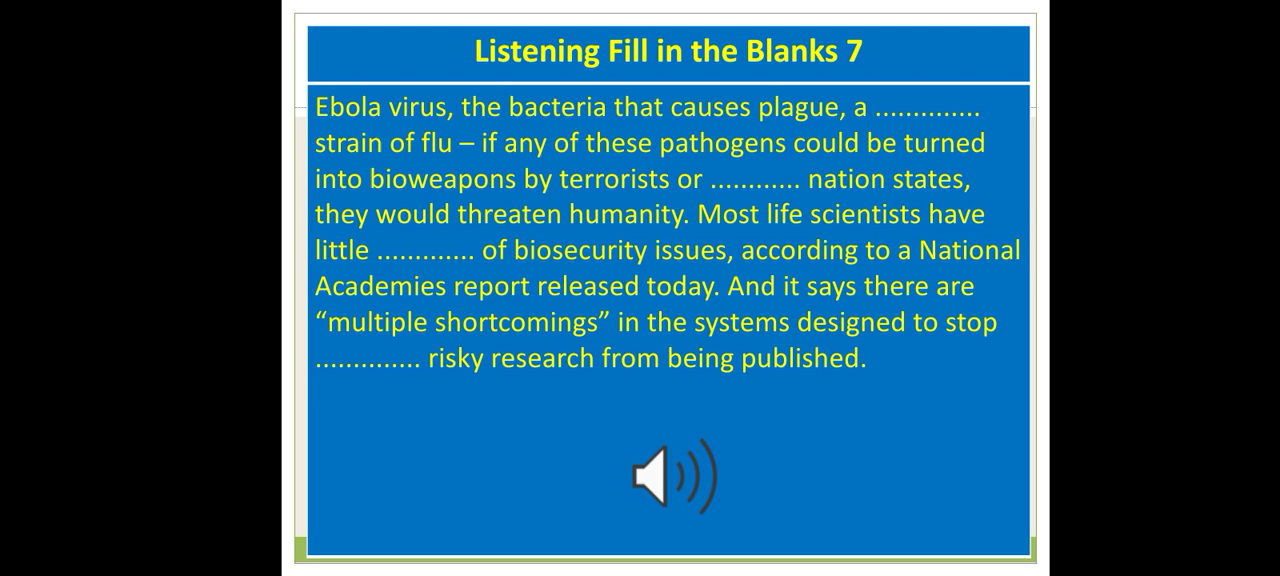 Listening Fill in the Blanks 7
Ebola virus, the bacteria that causes plague, a ..............
strain of flu – if any of these pathogens could be turned
into bioweapons by terrorists or ............ nation states,
they would threaten humanity. Most life scientists have
little ............. of biosecurity issues, according to a National
Academies report released today. And it says there are
“multiple shortcomings” in the systems designed to stop
.............. risky research from being published.